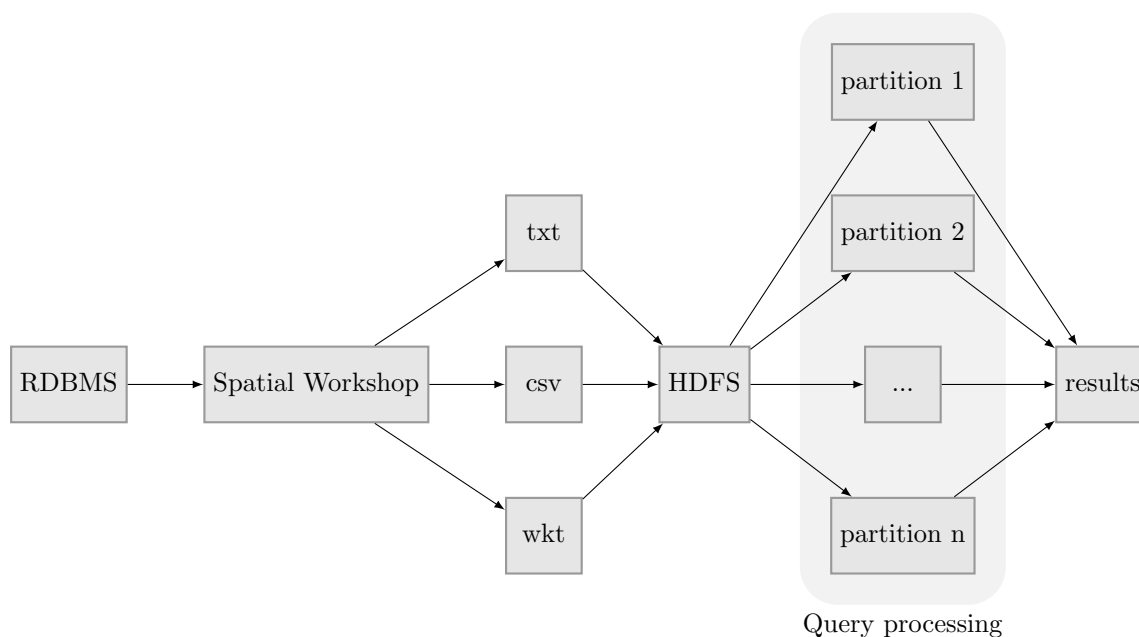 partition 1
txt
partition 2
RDBMS
Spatial Workshop
csv
HDFS
...
results
wkt
partition n
Query processing